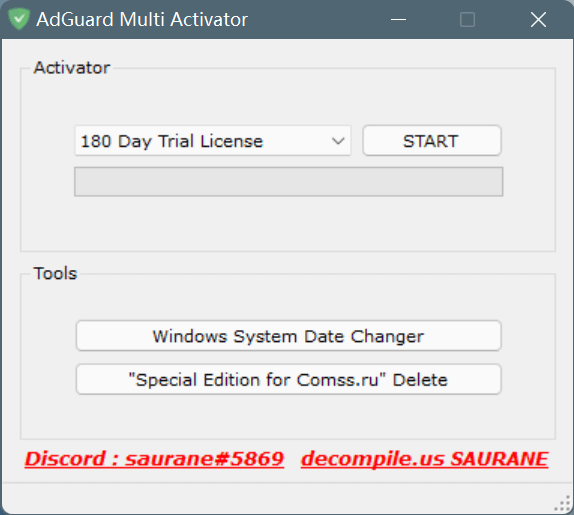 AdGuard Multi Activator
Activator
180 Day Trial License START
Tools
Windows System Date Changer
"Special Edition for Comss.ru" Delete
Discord : saurane#5869 decompile.us SAURANE